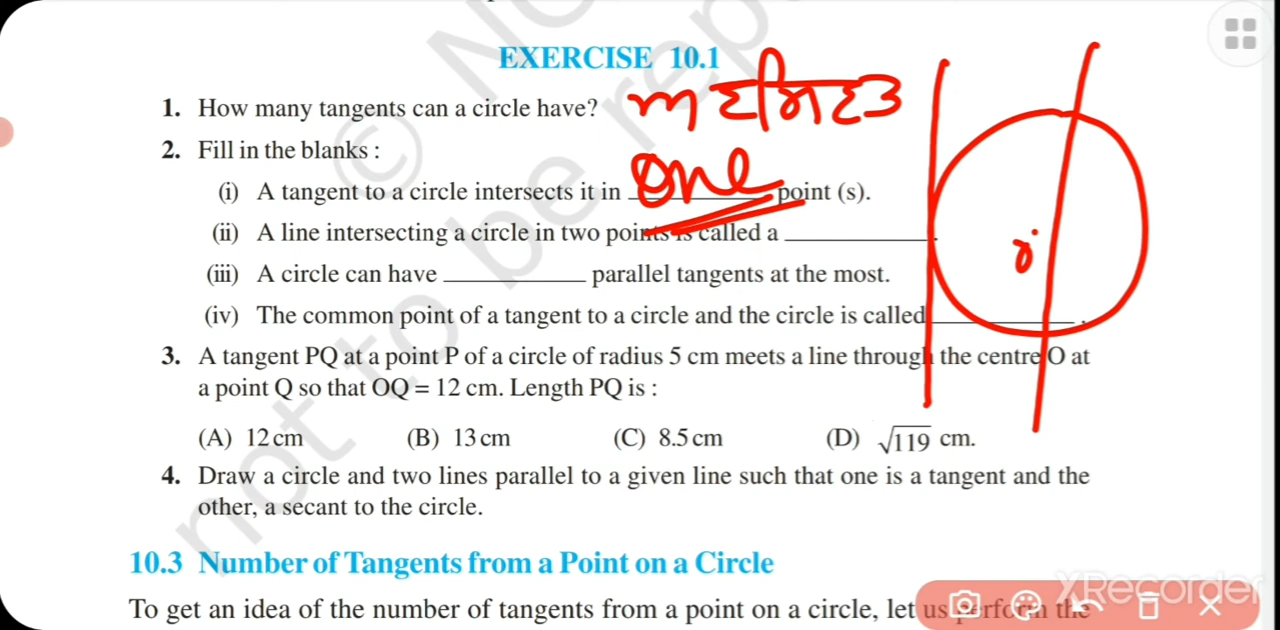 EXERCISE 10.1
1. How many tangents can a circle have?
2. Fill in the blanks :
(i) A tangent to a circle intersects it in one point (s).
(ii) A line intersecting a circle in two points is called a ________.
(iii) A circle can have ________ parallel tangents at the most.
(iv) The common point of a tangent to a circle and the circle is called ________.
3. A tangent PQ at a point P of a circle of radius 5 cm meets a line through the centre O at
a point Q so that OQ = 12 cm. Length PQ is :
(A) 12 cm (B) 13 cm (C) 8.5 cm (D) √119 cm.
4. Draw a circle and two lines parallel to a given line such that one is a tangent and the
other, a secant to the circle.
10.3 Number of Tangents from a Point on a Circle
To get an idea of the number of tangents from a point on a circle, let us perform the
XRecorder
© not to be